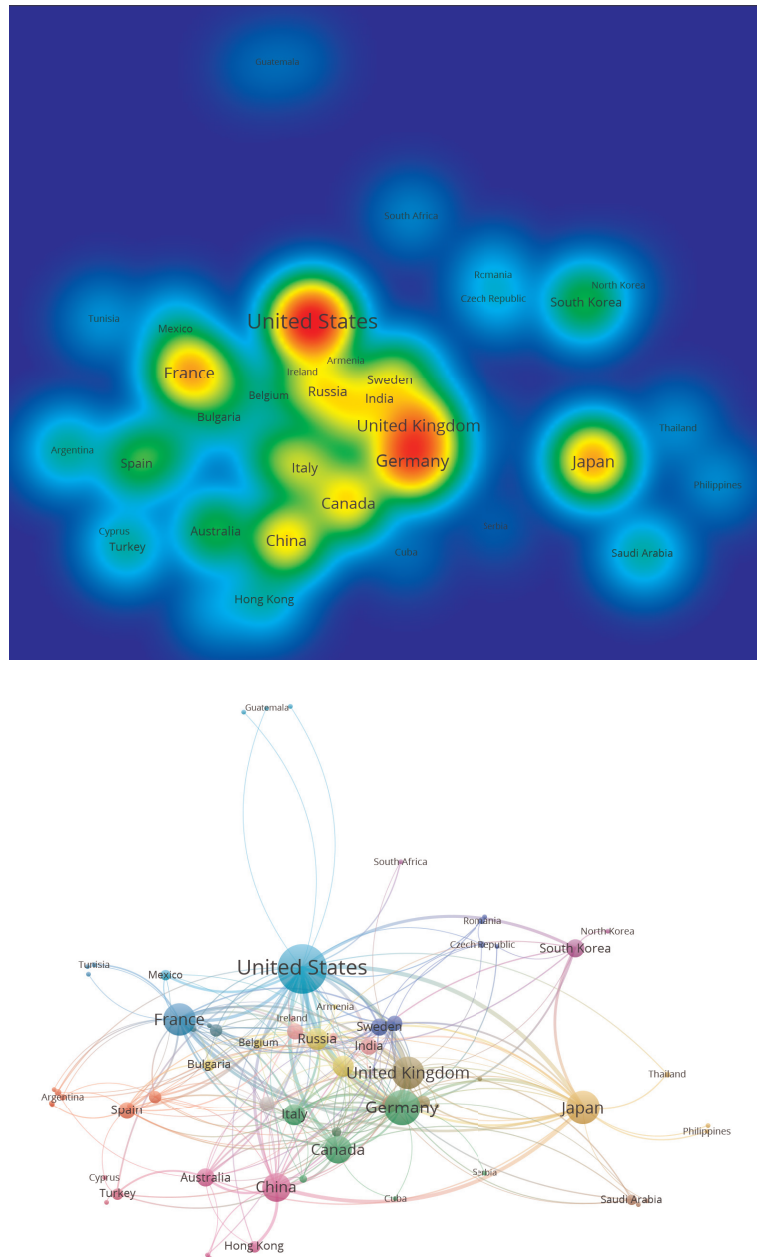 Guatemala
South Africa
Romania
North Korea
Czech Republic
South Korea
Tunisia
United States
Mexico
Armenia
Ireland
France
Sweden
Russia
Belgium
India
Bulgaria
United Kingdom
Thailand
Argentina
Spain
Italy
Germany
Japan
Philippines
Canada
Serbia
Cyprus
Australia
China
Turkey
Cuba
Saudi Arabia
Hong Kong
Guatemala
South Africa
Romania
North Korea
Czech Republic
South Korea
Tunisia
United States
Mexico
Armenia
Ireland
France
Sweden
Russia
Belgium
India
Bulgaria
United Kingdom
Thailand
Argentina
Spain
Italy
Germany
Japan
Philippines
Canada
Serbia
Cyprus
Australia
China
Turkey
Cuba
Saudi Arabia
Hong Kong